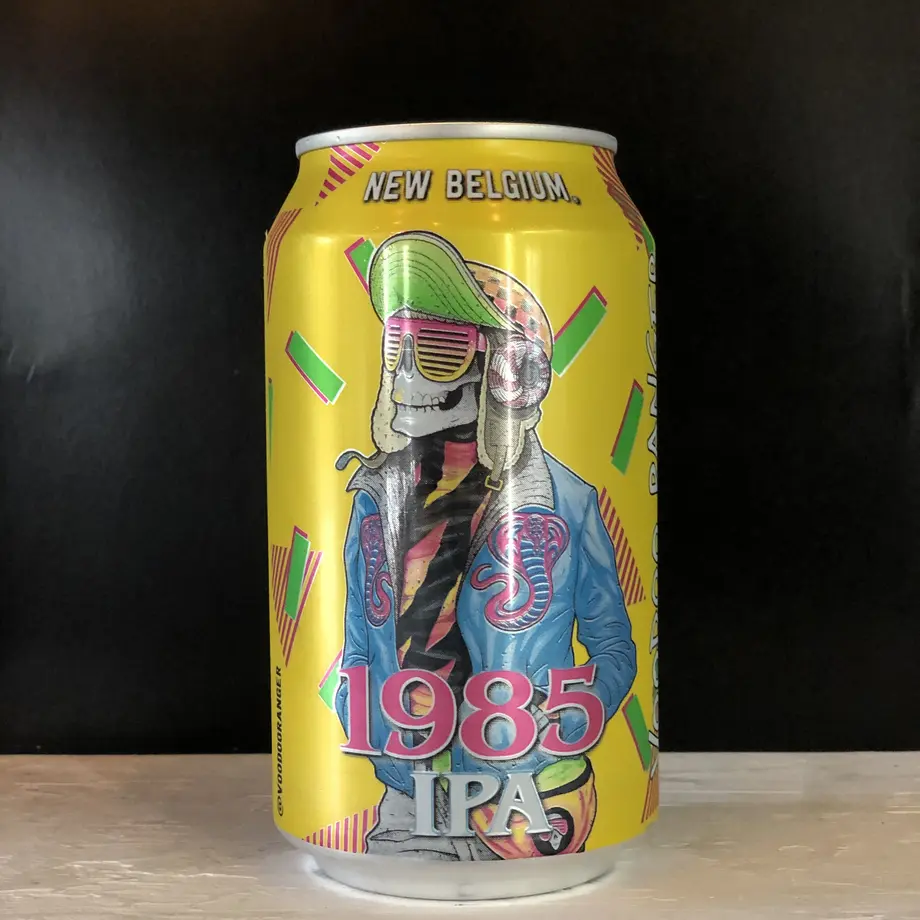 NEW BELGIUM.
1985
IPA
@VOODOORANGER